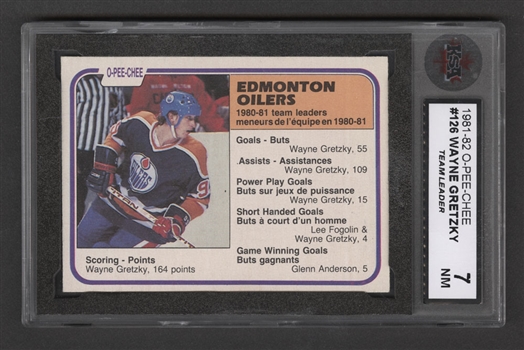 O-PEE-CHEE
EDMONTON
OILERS
1980-81 team leaders
meneurs de l'équipe en 1980-81
Goals - Buts
Wayne Gretzky, 55
Assists - Assistances
Wayne Gretzky, 109
Power Play Goals
Buts sur jeux de puissance
Wayne Gretzky, 15
Short Handed Goals
Buts à court d'un homme
Lee Fogolin &
Wayne Gretzky, 4
Game Winning Goals
Buts gagnants
Glenn Anderson, 5
Scoring - Points
Wayne Gretzky, 164 points
OILERS
9
KSA
1981-82 O-PEE-CHEE
#126 WAYNE GRETZKY
TEAM LEADER
7
NM